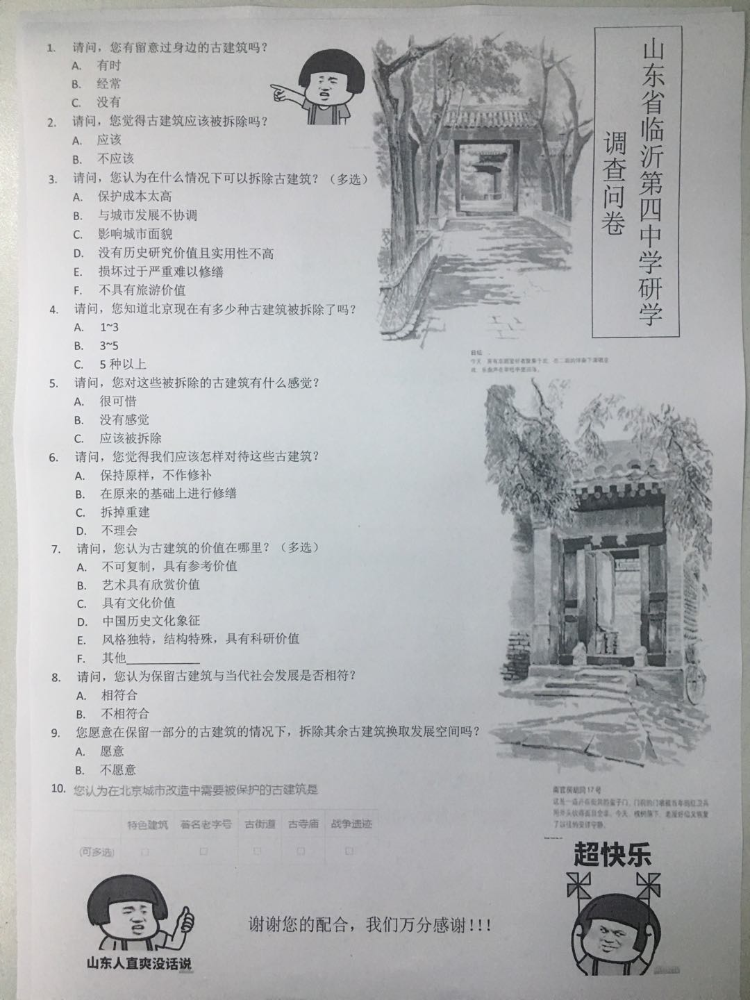 山东省临沂第四中学研学
调查问卷
1. 请问，您有留意过身边的古建筑吗？
A. 有时
B. 经常
C. 没有
2. 请问，您觉得古建筑应该被拆除吗？
A. 应该
B. 不应该
3. 请问，您认为在什么情况下可以拆除古建筑？（多选）
A. 保护成本太高
B. 与城市发展不协调
C. 影响城市面貌
D. 没有历史研究价值且实用性不高
E. 损坏过于严重难以修缮
F. 不具有旅游价值
4. 请问，您知道北京现在有多少种古建筑被拆除了吗？
A. 1~3
B. 3~5
C. 5种以上
5. 请问，您对这些被拆除的古建筑有什么感觉？
A. 很可惜
B. 没有感觉
C. 应该被拆除
6. 请问，您觉得我们应该怎样对待这些古建筑？
A. 保持原样，不作修补
B. 在原来的基础上进行修缮
C. 拆掉重建
D. 不理会
7. 请问，您认为古建筑的价值在哪里？（多选）
A. 不可复制，具有参考价值
B. 艺术具有欣赏价值
C. 具有文化价值
D. 中国历史文化象征
E. 风格独特，结构特殊，具有科研价值
F. 其他____________
8. 请问，您认为保留古建筑与当代社会发展是否相符？
A. 相符合
B. 不相符合
9. 您愿意在保留一部分的古建筑的情况下，拆除其余古建筑换取发展空间吗？
A. 愿意
B. 不愿意
10. 您认为在北京城市改造中需要被保护的古建筑是
特色建筑 著名老字号 古街道 古寺庙 战争遗迹
(可多选) □ □ □ □ □
日坛
南官房胡同17号
超快乐
谢谢您的配合，我们万分感谢!!!
山东人直爽没话说